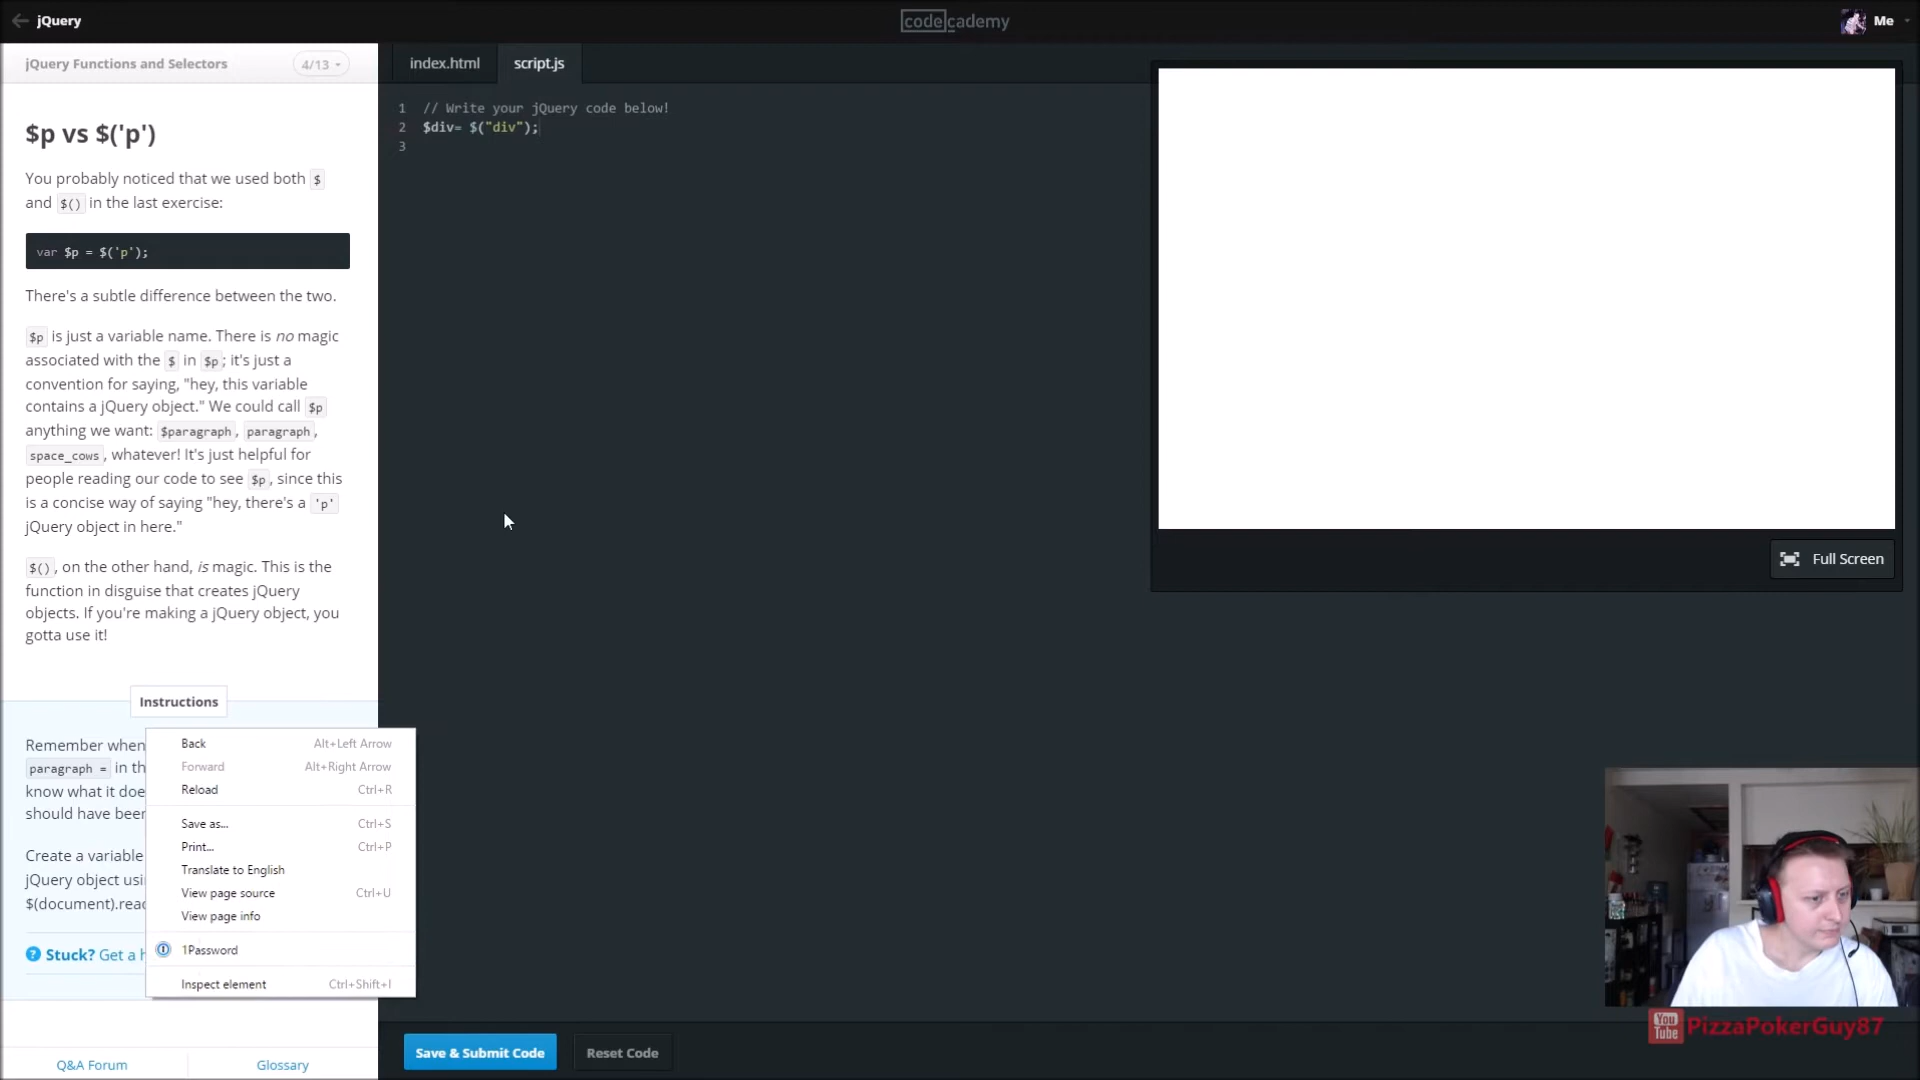 jQuery
codecademy
Me
jQuery Functions and Selectors
4/13
index.html
script.js
1 // Write your jQuery code below!
2 $div= $("div");
3
$p vs $('p')
You probably noticed that we used both $
and $() in the last exercise:
var $p = $('p');
There's a subtle difference between the two.
$p is just a variable name. There is no magic
associated with the $ in $p; it's just a
convention for saying, "hey, this variable
contains a jQuery object." We could call $p
anything we want: $paragraph, paragraph,
space_cows, whatever! It's just helpful for
people reading our code to see $p, since this
is a concise way of saying "hey, there's a 'p'
jQuery object in here."
$(), on the other hand, is magic. This is the
function in disguise that creates jQuery
objects. If you're making a jQuery object, you
gotta use it!
Full Screen
Instructions
Remember when
paragraph = in th
know what it doe
should have been
Create a variable
jQuery object usi
$(document).read
Stuck? Get a h
Back Alt+Left Arrow
Forward Alt+Right Arrow
Reload Ctrl+R
Save as... Ctrl+S
Print... Ctrl+P
Translate to English
View page source Ctrl+U
View page info
1Password
Inspect element Ctrl+Shift+I
Q&A Forum
Glossary
Save & Submit Code
Reset Code
You Tube PizzaPokerGuy87